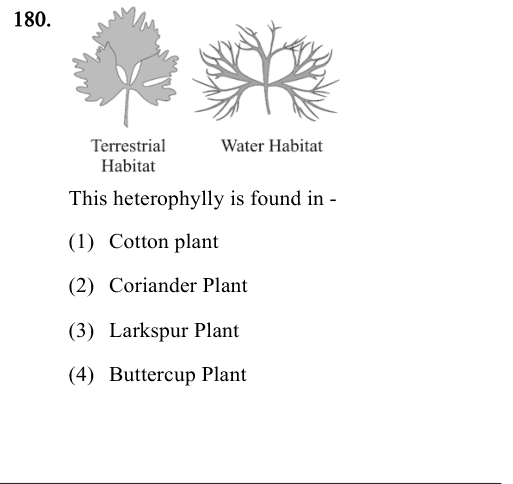 180.
Terrestrial Habitat
Water Habitat
This heterophylly is found in -
(1) Cotton plant
(2) Coriander Plant
(3) Larkspur Plant
(4) Buttercup Plant